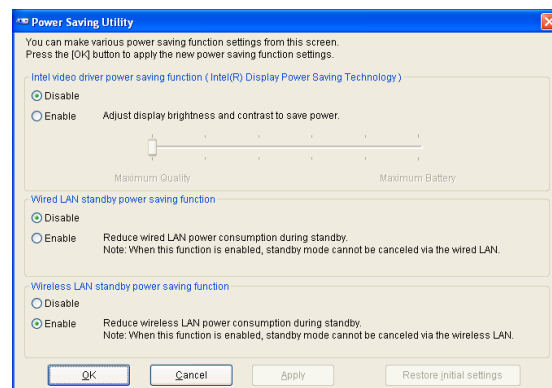 Power Saving Utility
You can make various power saving function settings from this screen.
Press the [OK] button to apply the new power saving function settings.
Intel video driver power saving function ( Intel(R) Display Power Saving Technology )
Disable
Enable Adjust display brightness and contrast to save power.
Maximum Quality Maximum Battery
Wired LAN standby power saving function
Disable
Enable Reduce wired LAN power consumption during standby.
Note: When this function is enabled, standby mode cannot be canceled via the wired LAN.
Wireless LAN standby power saving function
Disable
Enable Reduce wireless LAN power consumption during standby.
Note: When this function is enabled, standby mode cannot be canceled via the wireless LAN.
OK Cancel Apply Restore initial settings